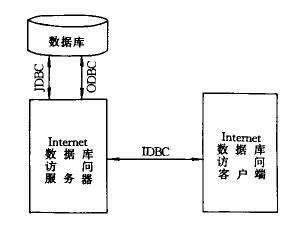 数据库
JDBC
ODBC
Internet
数据库
访问
服务器
IDBC
Internet
数据库
访问
客户端